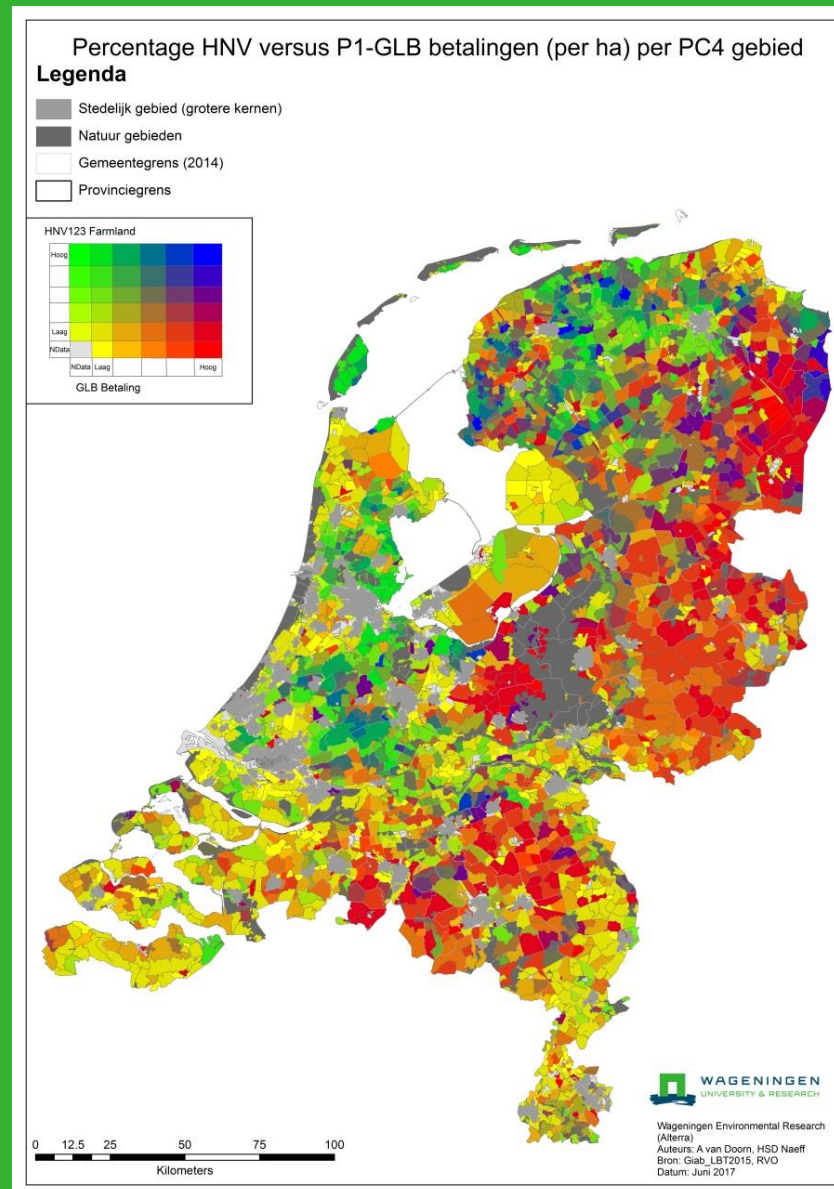 Percentage HNV versus P1-GLB betalingen (per ha) per PC4 gebied
Legenda
Stedelijk gebied (grotere kernen)
Natuur gebieden
Gemeentegrens (2014)
Provinciegrens
HNV123 Farmland
Hoog
Laag
NData
NData Laag Hoog
GLB Betaling
WAGENINGEN
UNIVERSITY & RESEARCH
Wageningen Environmental Research
(Alterra)
Auteurs: A van Doorn, HSD Naeff
Bron: Giab_LBT2015, RVO
Datum: Juni 2017
0 12.5 25 50 75 100
Kilometers